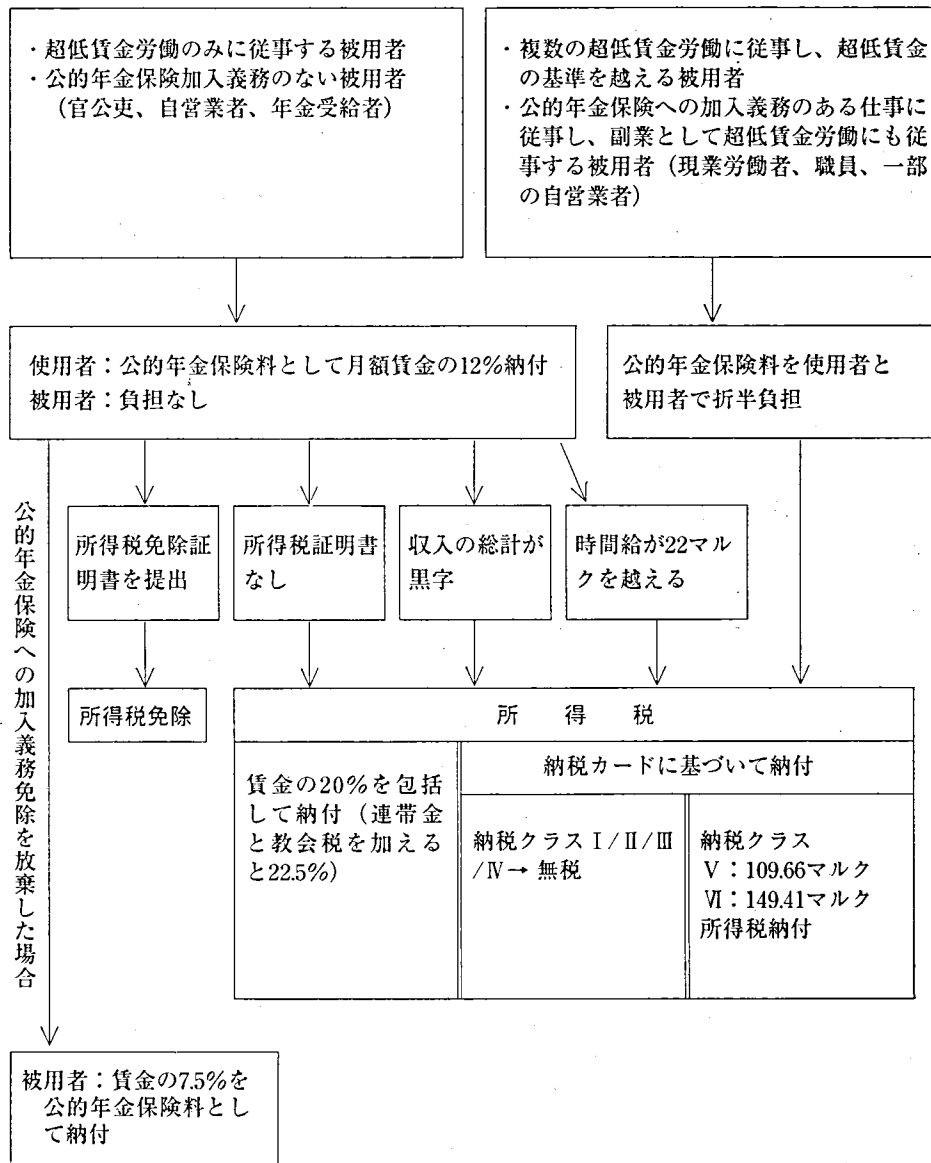 ・超低賃金労働のみに従事する被用者
・公的年金保険加入義務のない被用者
（官公吏、自営業者、年金受給者）
・複数の超低賃金労働に従事し、超低賃金
の基準を越える被用者
・公的年金保険への加入義務のある仕事に
従事し、副業として超低賃金労働にも従
事する被用者（現業労働者、職員、一部
の自営業者）
使用者：公的年金保険料として月額賃金の12%納付
被用者：負担なし
公的年金保険料を使用者と
被用者で折半負担
公的年金保険への加入義務免除を放棄した場合
所得税免除証
明書を提出
所得税証明書
なし
収入の総計が
黒字
時間給が22マル
クを越える
所得税免除
所得税
賃金の20%を包括
して納付（連帯金
と教会税を加える
と22.5%）
納税カードに基づいて納付
納税クラスⅠ/Ⅱ/Ⅲ
/Ⅳ→ 無税
納税クラス
Ⅴ：109.66マルク
Ⅵ：149.41マルク
所得税納付
被用者：賃金の7.5%を
公的年金保険料とし
て納付